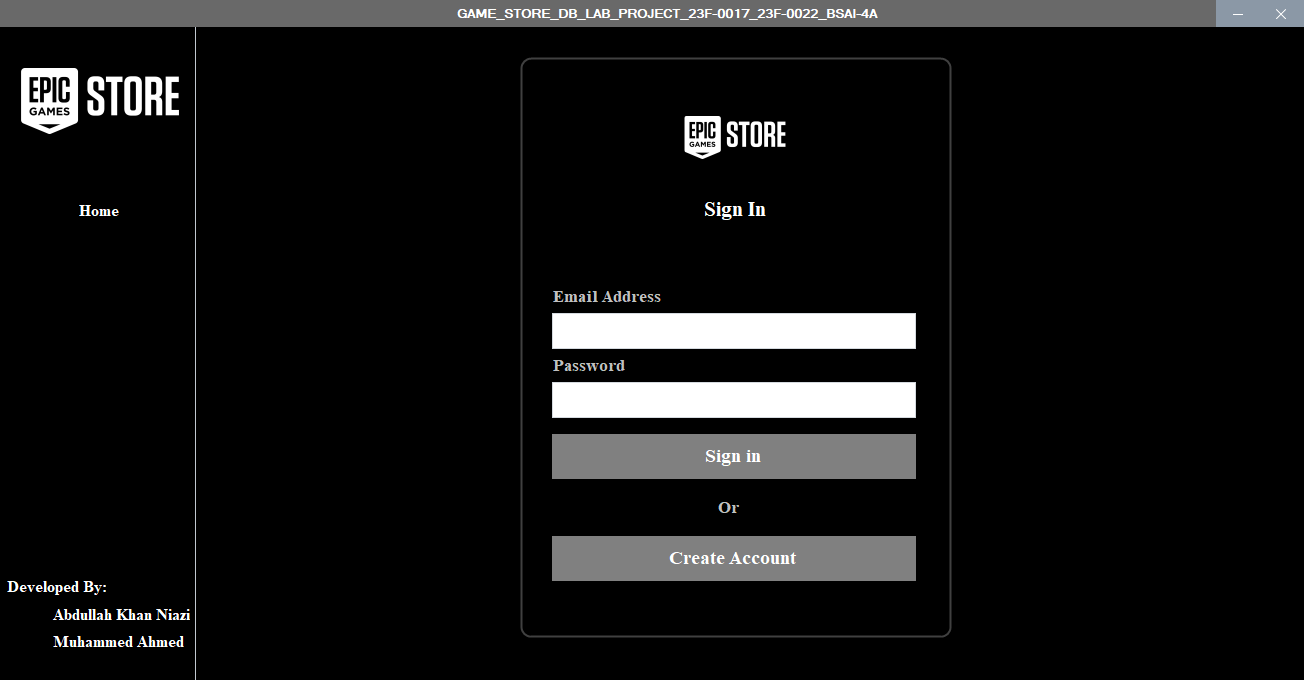 GAME_STORE_DB_LAB_PROJECT_23F-0017_23F-0022_BSAI-4A
EPIC GAMES STORE
Home
Developed By:
Abdullah Khan Niazi
Muhammed Ahmed
EPIC GAMES STORE
Sign In
Email Address
Password
Sign in
Or
Create Account